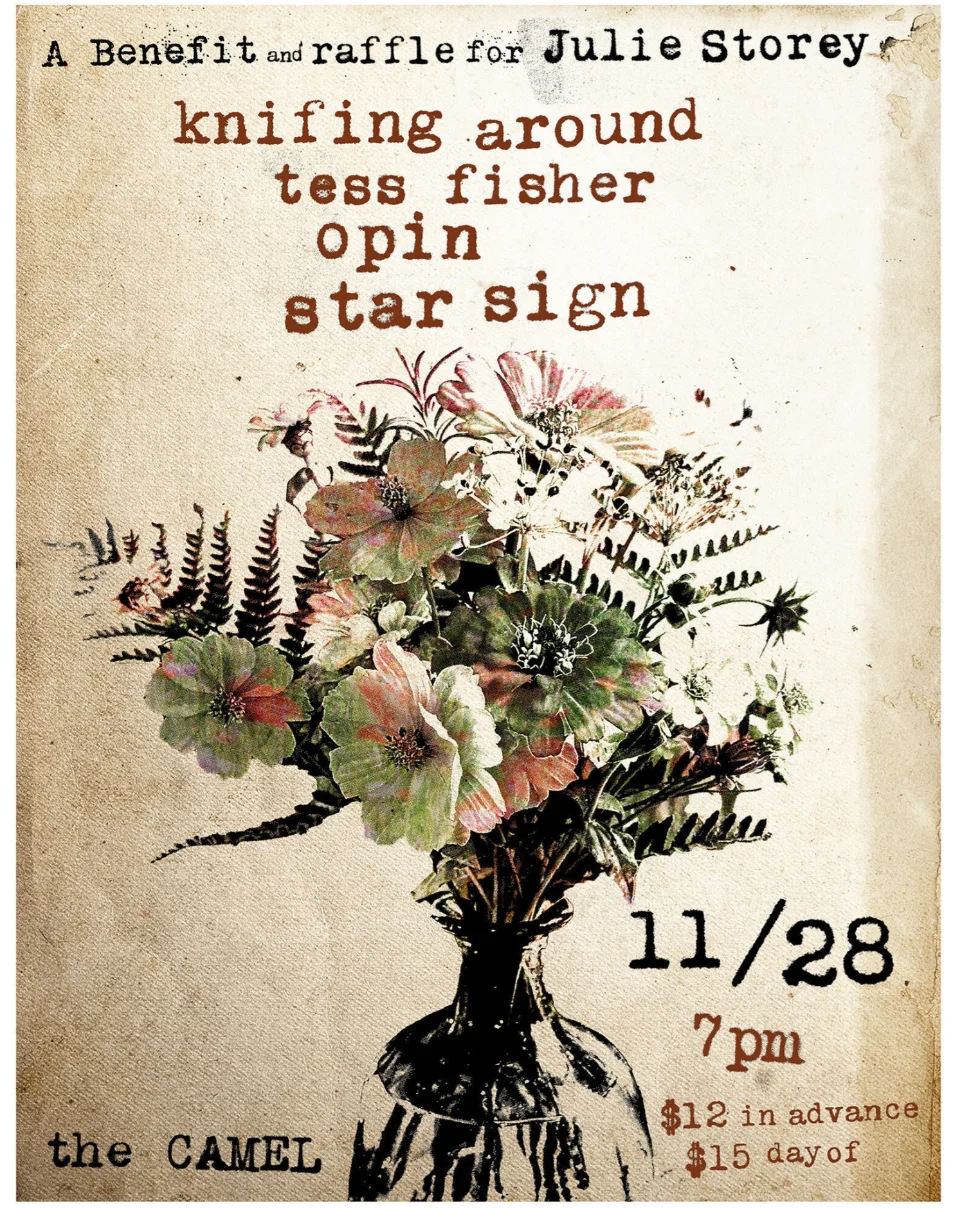 A Benefit and raffle for Julie Storey
knifing around
tess fisher
opin
star sign
11/28
7pm
$12 in advance
$15 day of
the CAMEL